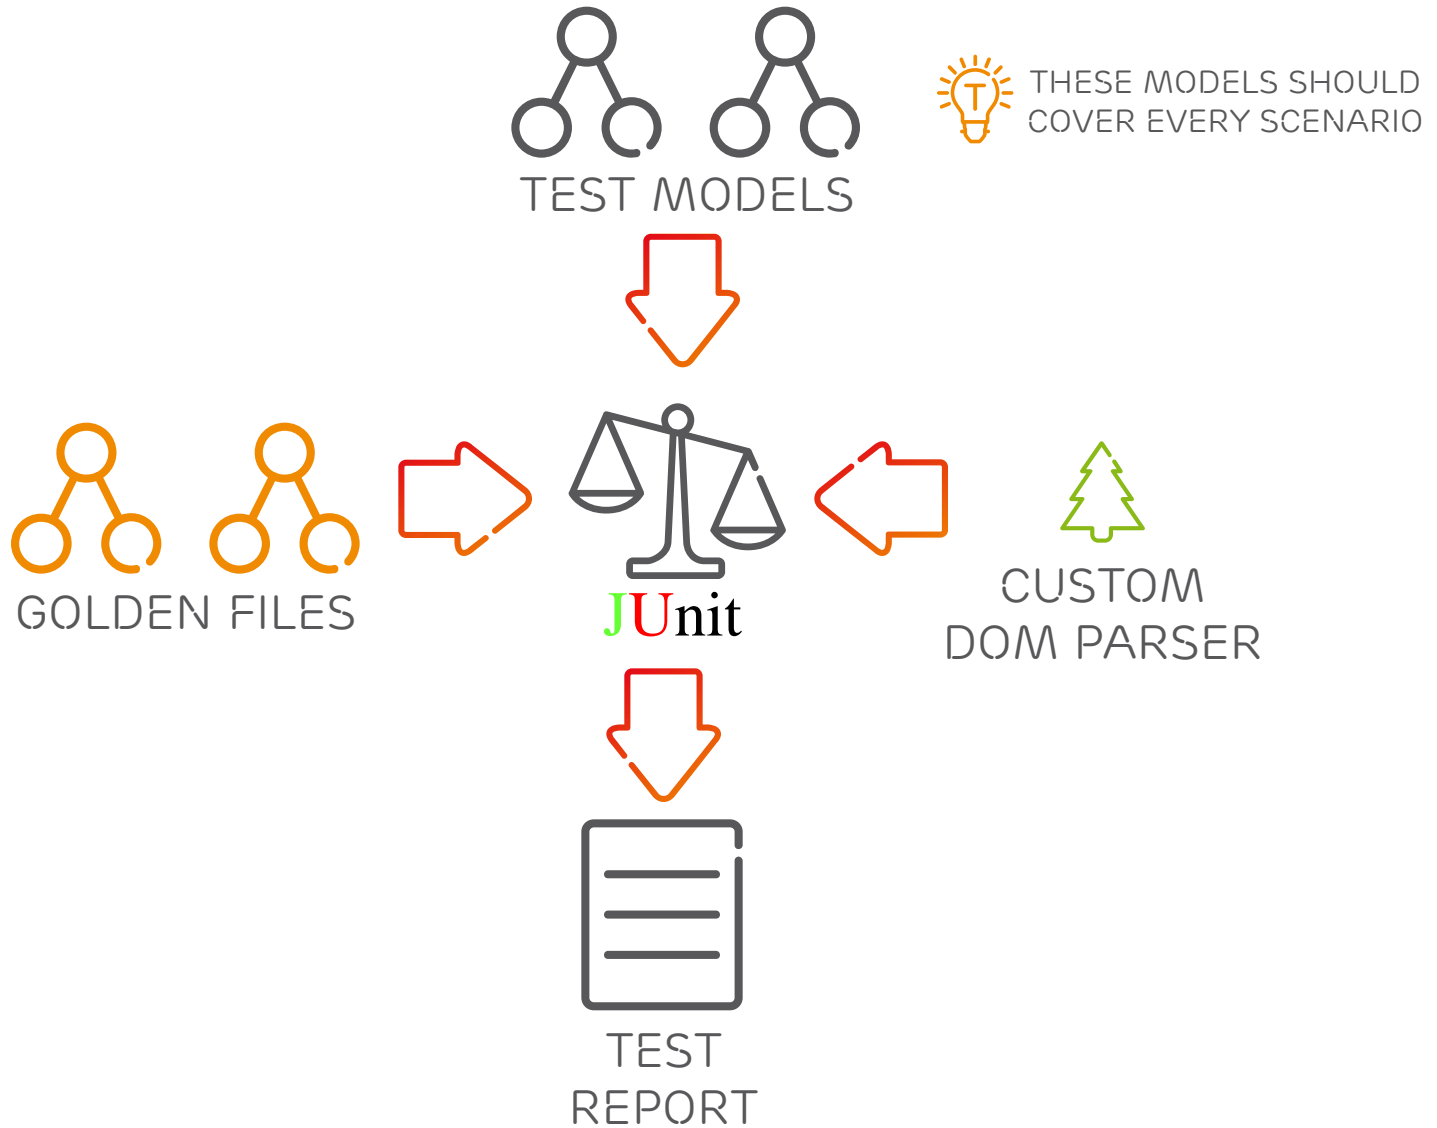 T
THESE MODELS SHOULD
COVER EVERY SCENARIO
TEST MODELS
GOLDEN FILES
JUnit
CUSTOM
DOM PARSER
TEST
REPORT